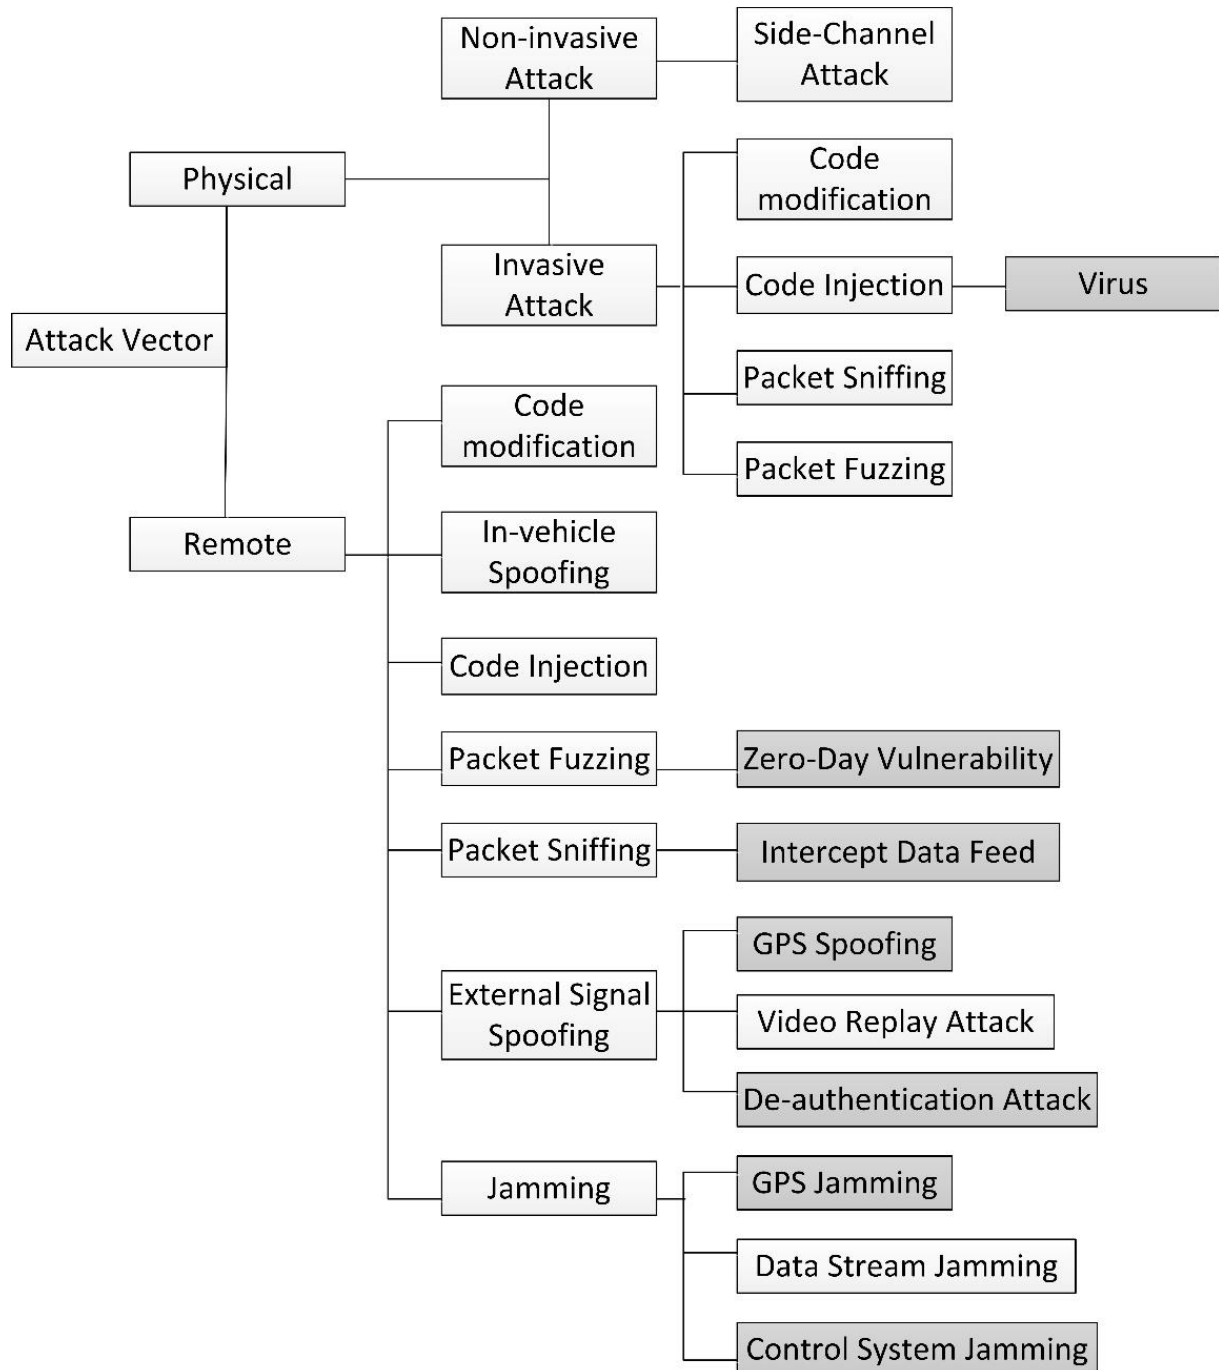 Non-invasive
Attack
Side-Channel
Attack
Physical
Code
modification
Invasive
Attack
Code Injection
Virus
Attack Vector
Packet Sniffing
Code
modification
Packet Fuzzing
Remote
In-vehicle
Spoofing
Code Injection
Packet Fuzzing
Zero-Day Vulnerability
Packet Sniffing
Intercept Data Feed
External Signal
Spoofing
GPS Spoofing
Video Replay Attack
De-authentication Attack
Jamming
GPS Jamming
Data Stream Jamming
Control System Jamming